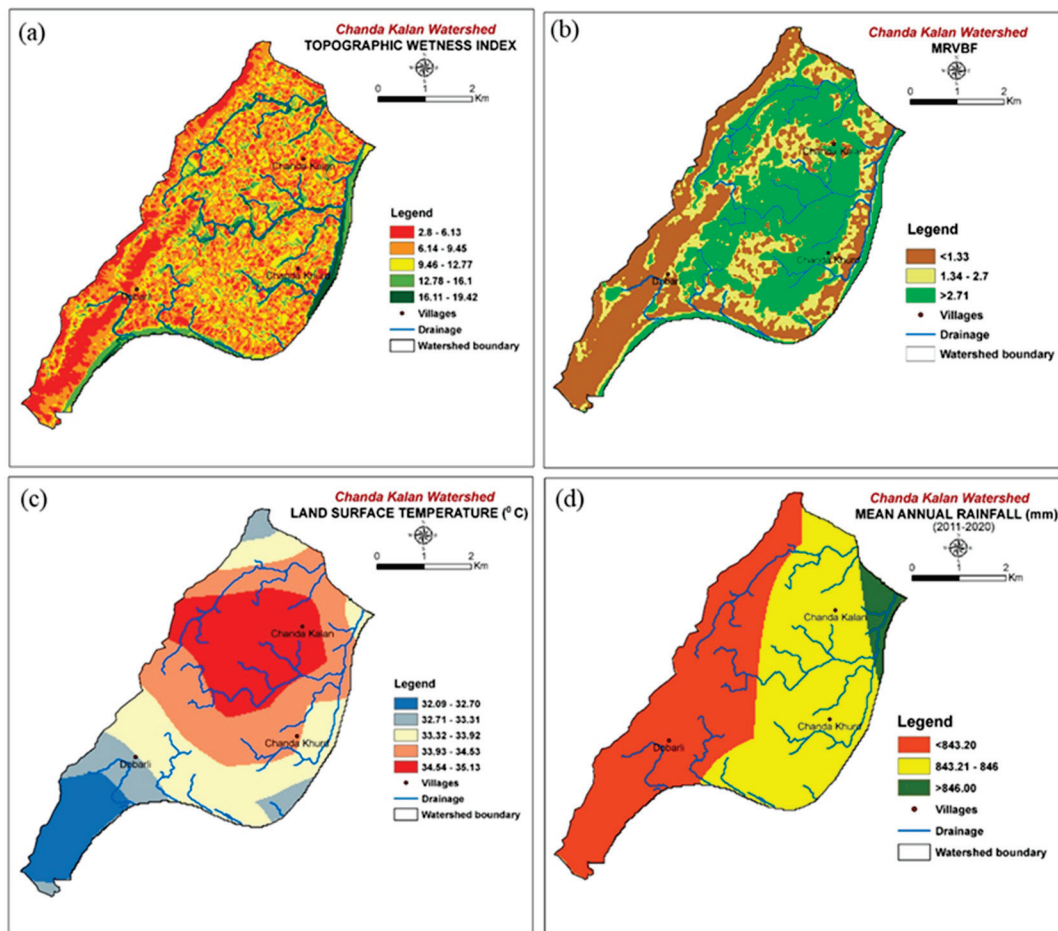 (a)
Chanda Kalan Watershed
TOPOGRAPHIC WETNESS INDEX
0 1 2
Km
Chanda Kalan
Chanda Khurd
Dobarli
Legend
2.8 - 6.13
6.14 - 9.45
9.46 - 12.77
12.78 - 16.1
16.11 - 19.42
Villages
Drainage
Watershed boundary
(b)
Chanda Kalan Watershed
MRVBF
0 1 2
Km
Chanda Kalan
Chanda Khurd
Legend
<1.33
1.34 - 2.7
>2.71
Villages
Drainage
Watershed boundary
(c)
Chanda Kalan Watershed
LAND SURFACE TEMPERATURE (⁰ C)
0 1 2
Km
Chanda Kalan
Chanda Khurd
Dobarli
Legend
32.09 - 32.70
32.71 - 33.31
33.32 - 33.92
33.93 - 34.53
34.54 - 35.13
Villages
Drainage
Watershed boundary
(d)
Chanda Kalan Watershed
MEAN ANNUAL RAINFALL (mm)
(2011-2020)
0 1 2
Km
Chanda Kalan
Chanda Khurd
Dobarli
Legend
<843.20
843.21 - 846
>846.00
Villages
Drainage
Watershed boundary